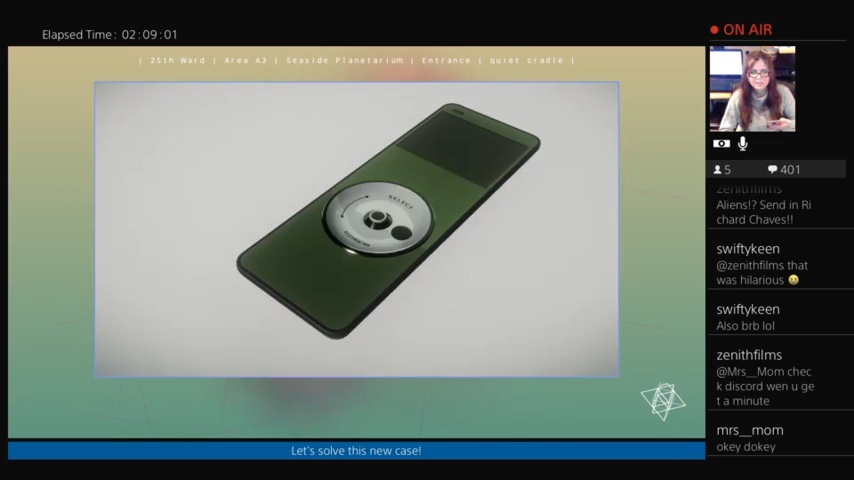 Elapsed Time : 02:09:01
ON AIR
| 25th Ward | Area A3 | Seaside Planetarium | Entrance | quiet cradle |
SELECT
5 401
zenithfilms
Aliens!? Send in Ri
chard Chaves!!
swiftykeen
@zenithfilms that
was hilarious 😆
swiftykeen
Also brb lol
zenithfilms
@Mrs__Mom chec
k discord wen u ge
t a minute
mrs__mom
okey dokey
Let's solve this new case!